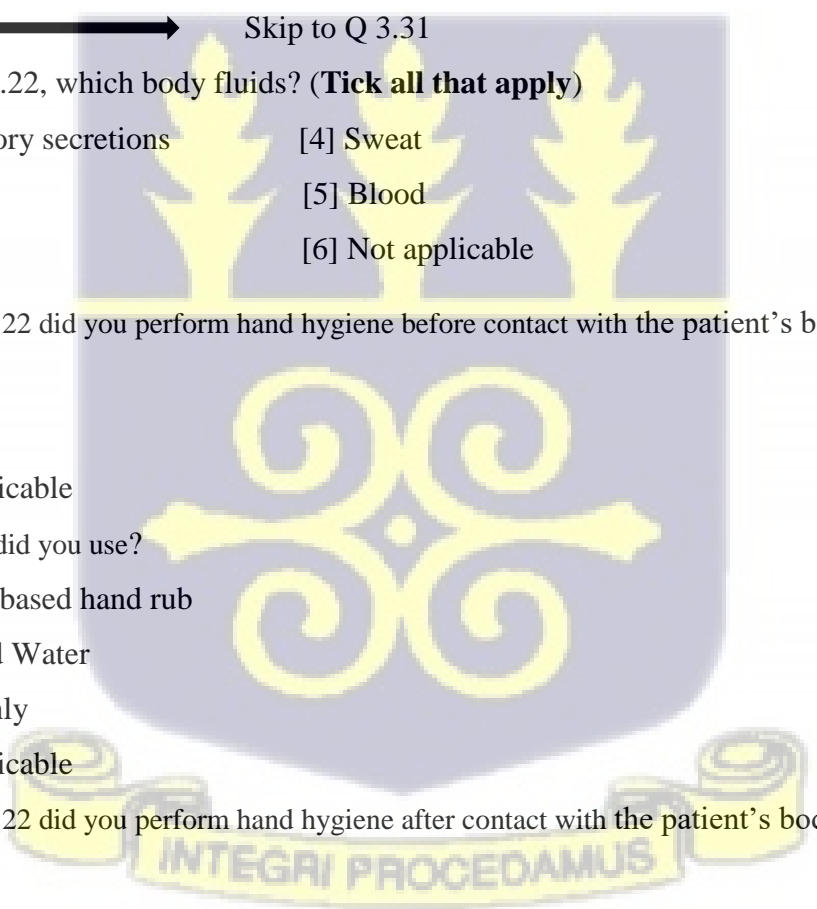 Skip to Q 3.31
.22, which body fluids? (Tick all that apply)
ory secretions [4] Sweat
[5] Blood
[6] Not applicable
22 did you perform hand hygiene before contact with the patient's b
icable
did you use?
based hand rub
d Water
nly
icable
22 did you perform hand hygiene after contact with the patient's bod
INTEGRI PROCEDAMUS